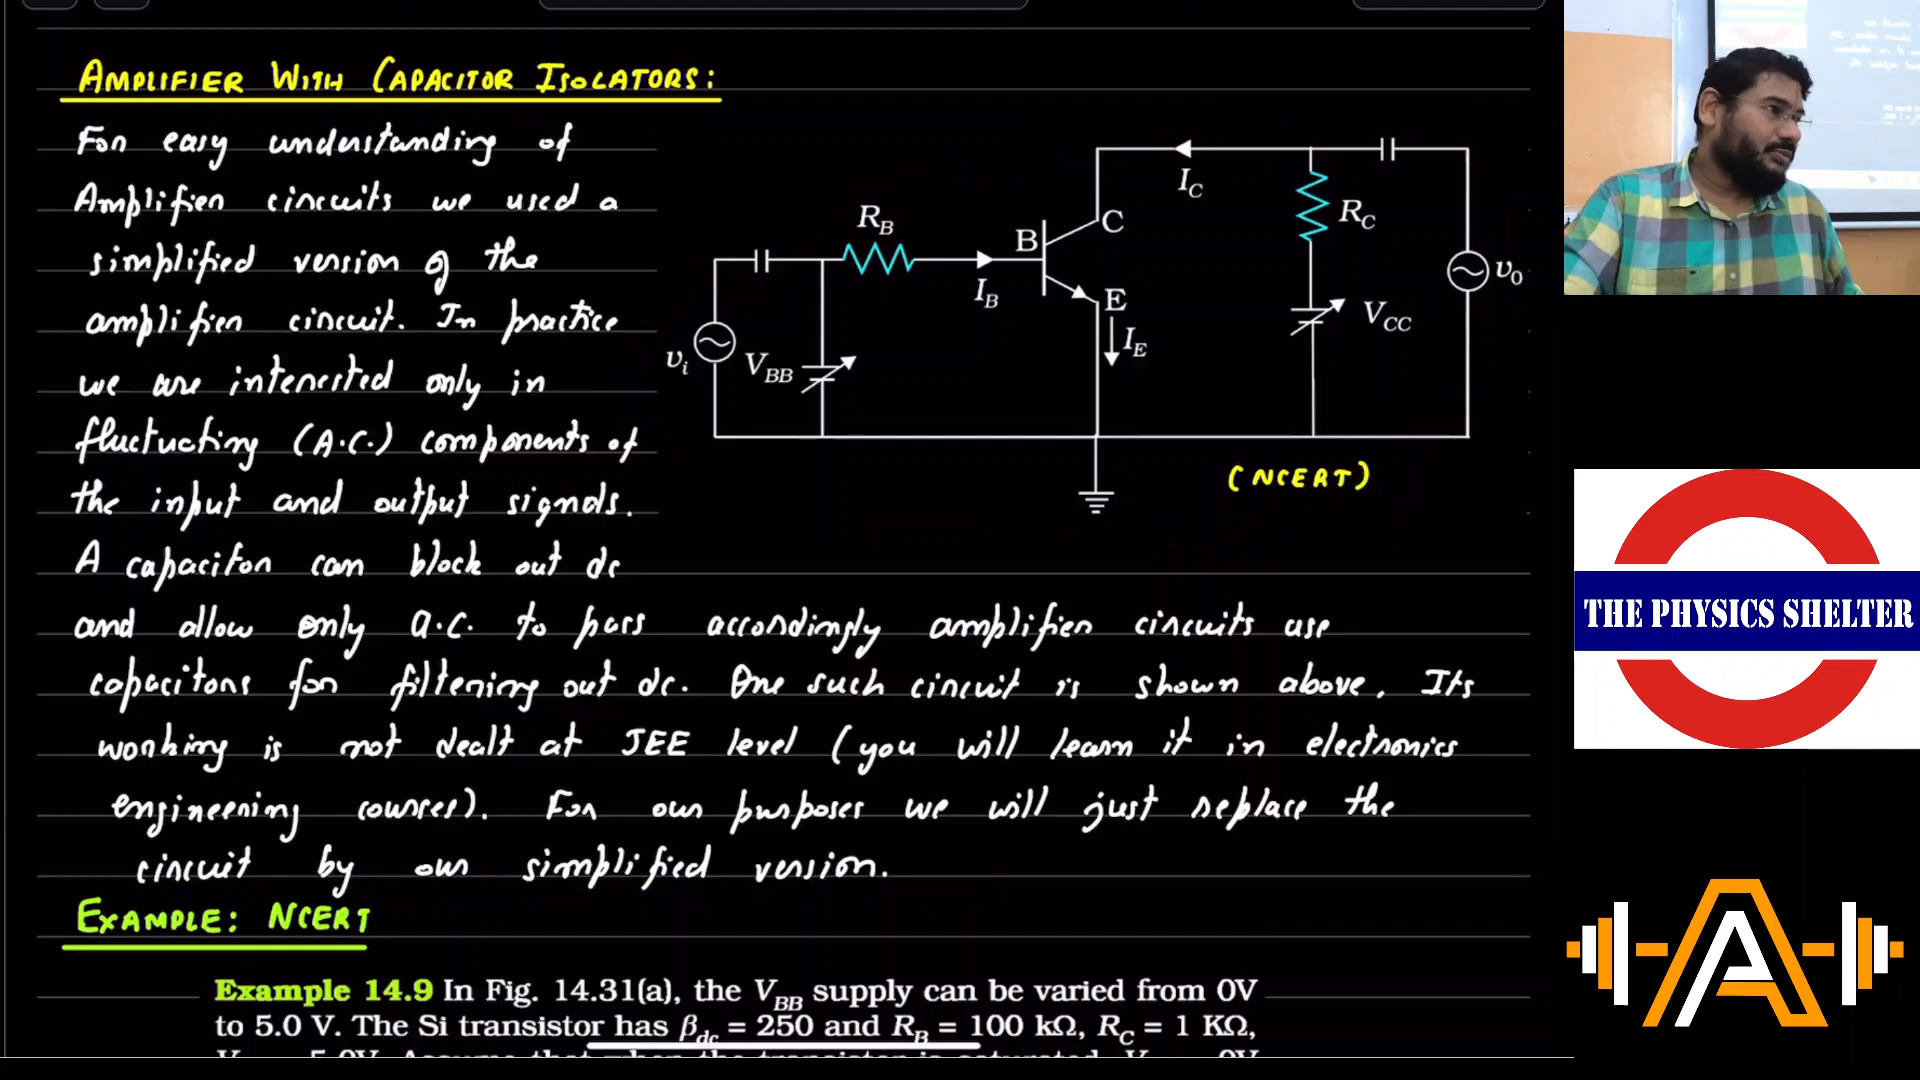 AMPLIFIER WITH CAPACITOR ISOLATORS:
For easy understanding of
Amplifier circuits we used a
simplified version of the
amplifier circuit. In practice
we are interested only in
fluctuating (A.C.) components of
the input and output signals.
A capacitor can block out dc
and allow only a.c. to pass accordingly amplifier circuits use
capacitors for filtering out dc. One such circuit is shown above. Its
working is not dealt at JEE level (you will learn it in electronics
engineering courses). For our purposes we will just replace the
circuit by our simplified version.
R_B
B
C
E
I_B
I_C
I_E
R_C
V_CC
V_BB
υ_i
υ_0
(NCERT)
EXAMPLE: NCERT
Example 14.9 In Fig. 14.31(a), the V_BB supply can be varied from 0V
to 5.0 V. The Si transistor has β_dc = 250 and R_B = 100 kΩ, R_C = 1 KΩ,
THE PHYSICS SHELTER
A